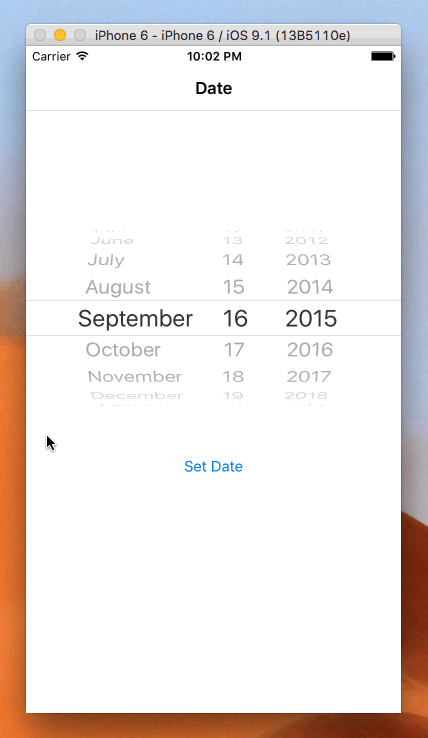 iPhone 6 - iPhone 6 / iOS 9.1 (13B5110e)
Carrier 10:02 PM
Date
June 13 2012
July 14 2013
August 15 2014
September 16 2015
October 17 2016
November 18 2017
December 19 2018
Set Date